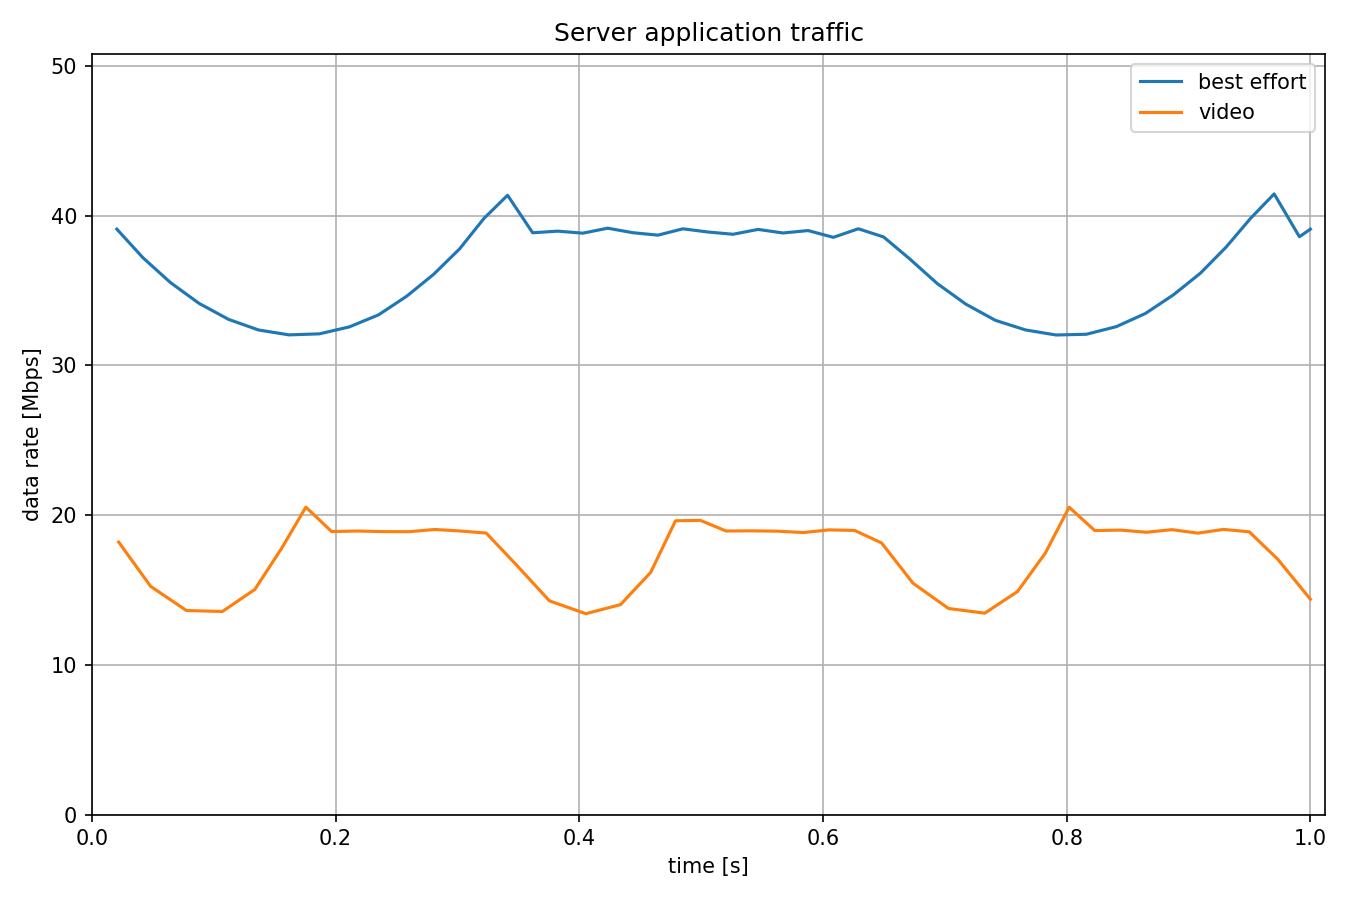 Server application traffic
best effort
video
data rate [Mbps]
50
40
30
20
10
0
0.0 0.2 0.4 0.6 0.8 1.0
time [s]